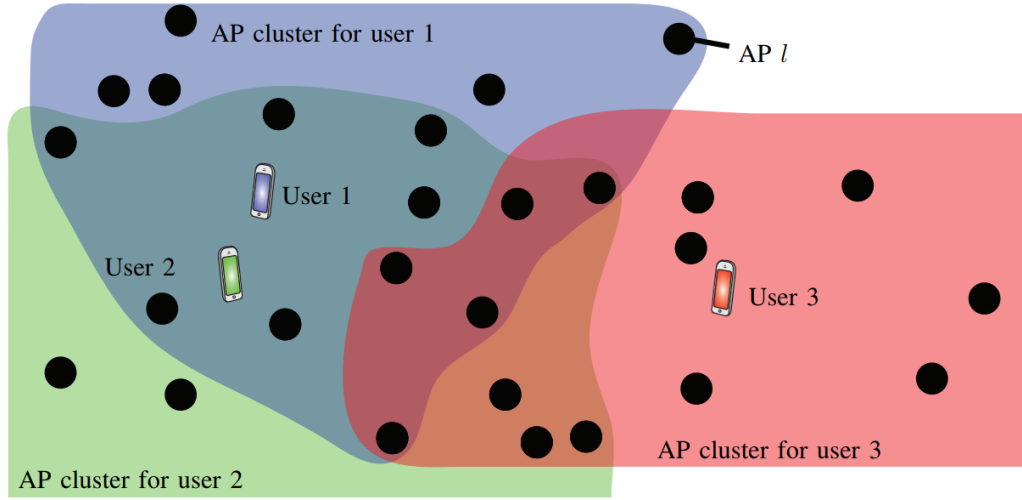 AP cluster for user 1
AP l
User 1
User 2
User 3
AP cluster for user 3
AP cluster for user 2